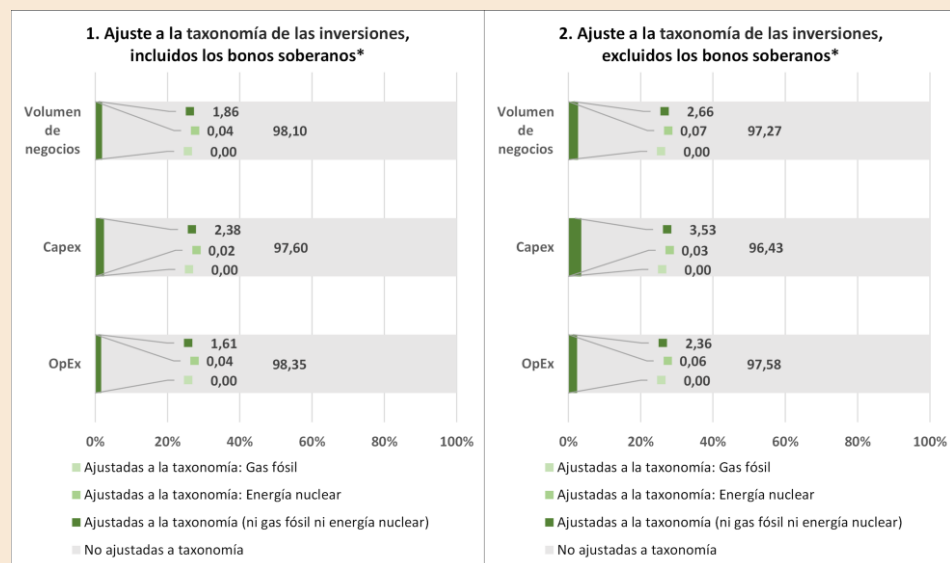 1. Ajuste a la taxonomía de las inversiones,
incluidos los bonos soberanos*
Volumen
de
negocios
1,86
0,04
0,00
98,10
Capex
2,38
0,02
0,00
97,60
OpEx
1,61
0,04
0,00
98,35
0% 20% 40% 60% 80% 100%
Ajustadas a la taxonomía: Gas fósil
Ajustadas a la taxonomía: Energía nuclear
Ajustadas a la taxonomía (ni gas fósil ni energía nuclear)
No ajustadas a taxonomía
2. Ajuste a la taxonomía de las inversiones,
excluidos los bonos soberanos*
Volumen
de
negocios
2,66
0,07
0,00
97,27
Capex
3,53
0,03
0,00
96,43
OpEx
2,36
0,06
0,00
97,58
0% 20% 40% 60% 80% 100%
Ajustadas a la taxonomía: Gas fósil
Ajustadas a la taxonomía: Energía nuclear
Ajustadas a la taxonomía (ni gas fósil ni energía nuclear)
No ajustadas a taxonomía